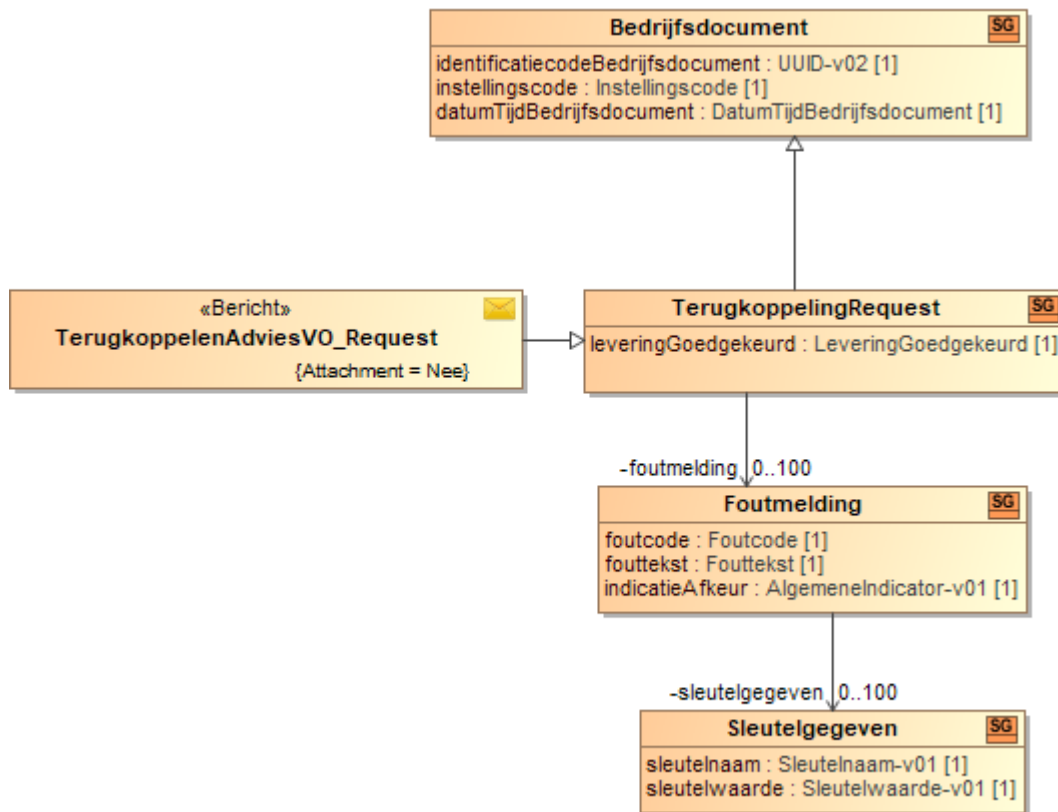 Bedrijfsdocument SG
identificatiecodeBedrijfsdocument : UUID-v02 [1]
instellingscode : Instellingscode [1]
datumTijdBedrijfsdocument : DatumTijdBedrijfsdocument [1]
«Bericht»
TerugkoppelenAdviesVO_Request
{Attachment = Nee}
TerugkoppelingRequest SG
leveringGoedgekeurd : LeveringGoedgekeurd [1]
-foutmelding 0..100
Foutmelding SG
foutcode : Foutcode [1]
fouttekst : Fouttekst [1]
indicatieAfkeur : AlgemeneIndicator-v01 [1]
-sleutelgegeven 0..100
Sleutelgegeven SG
sleutelnaam : Sleutelnaam-v01 [1]
sleutelwaarde : Sleutelwaarde-v01 [1]